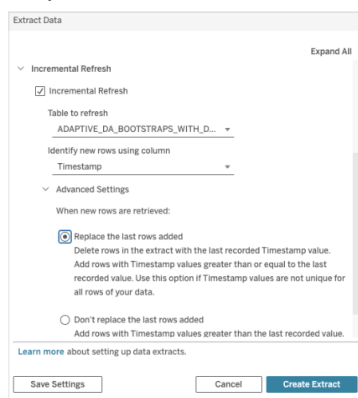 Extract Data
Expand All
Incremental Refresh
Incremental Refresh
Table to refresh
ADAPTIVE_DA_BOOTSTRAPS_WITH_D...
Identify new rows using column
Timestamp
Advanced Settings
When new rows are retrieved:
Replace the last rows added
Delete rows in the extract with the last recorded Timestamp value.
Add rows with Timestamp values greater than or equal to the last
recorded value. Use this option if Timestamp values are not unique for
all rows of your data.
Don't replace the last rows added
Add rows with Timestamp values greater than the last recorded value.
Learn more about setting up data extracts.
Save Settings
Cancel
Create Extract